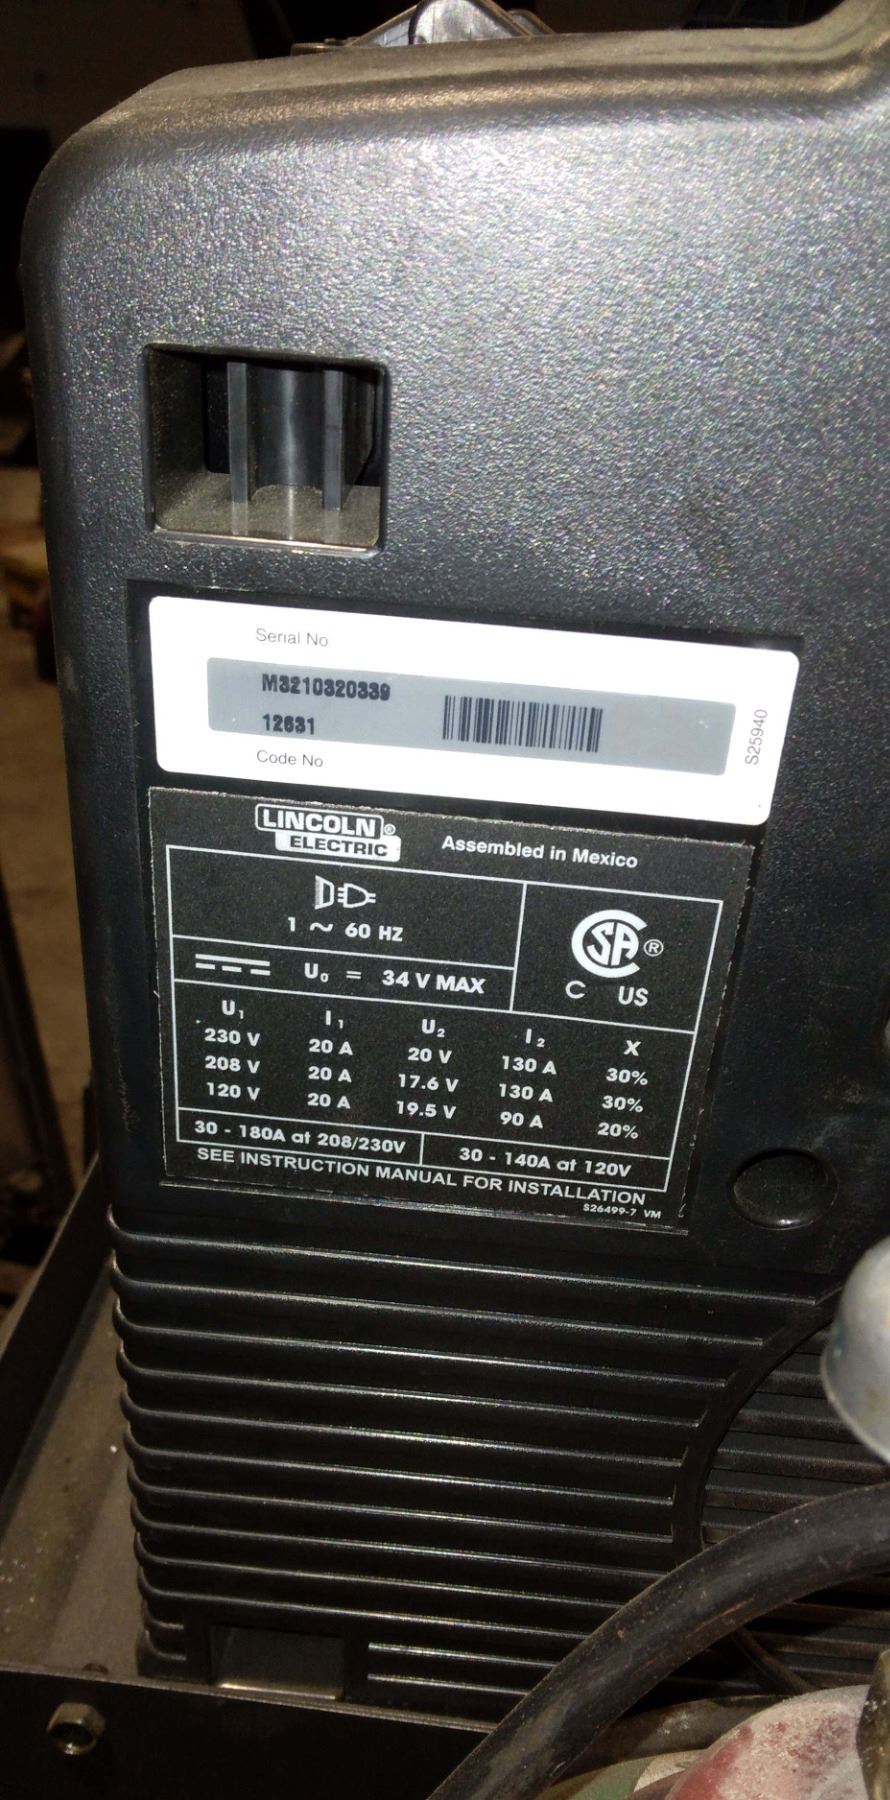 Serial No
M3210320339
12631
Code No
S25940
LINCOLN ®
ELECTRIC
Assembled in Mexico
1 ~ 60 HZ
U0 = 34 V MAX
CSA ®
C US
U1 I1 U2 I2 X
230 V 20 A 20 V 130 A 30%
208 V 20 A 17.6 V 130 A 30%
120 V 20 A 19.5 V 90 A 20%
30 - 180A at 208/230V 30 - 140A at 120V
SEE INSTRUCTION MANUAL FOR INSTALLATION
S26499-7 VM